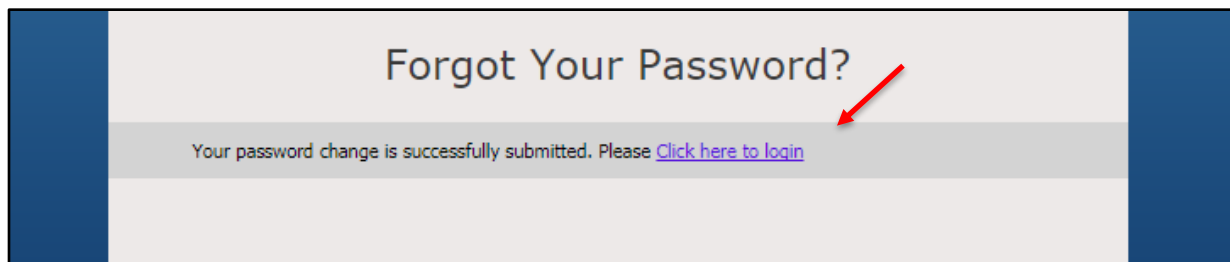 Forgot Your Password?
Your password change is successfully submitted. Please Click here to login